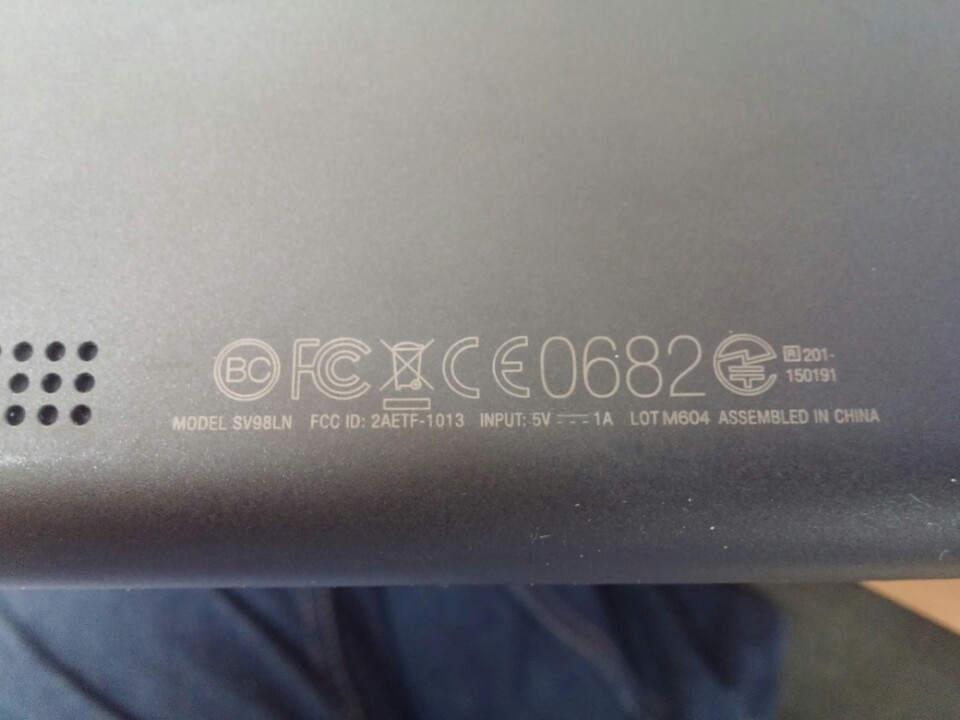 BC FC CE0682 R 201-
150191
MODEL SV98LN FCC ID: 2AETF-1013 INPUT: 5V⎓1A LOT M604 ASSEMBLED IN CHINA